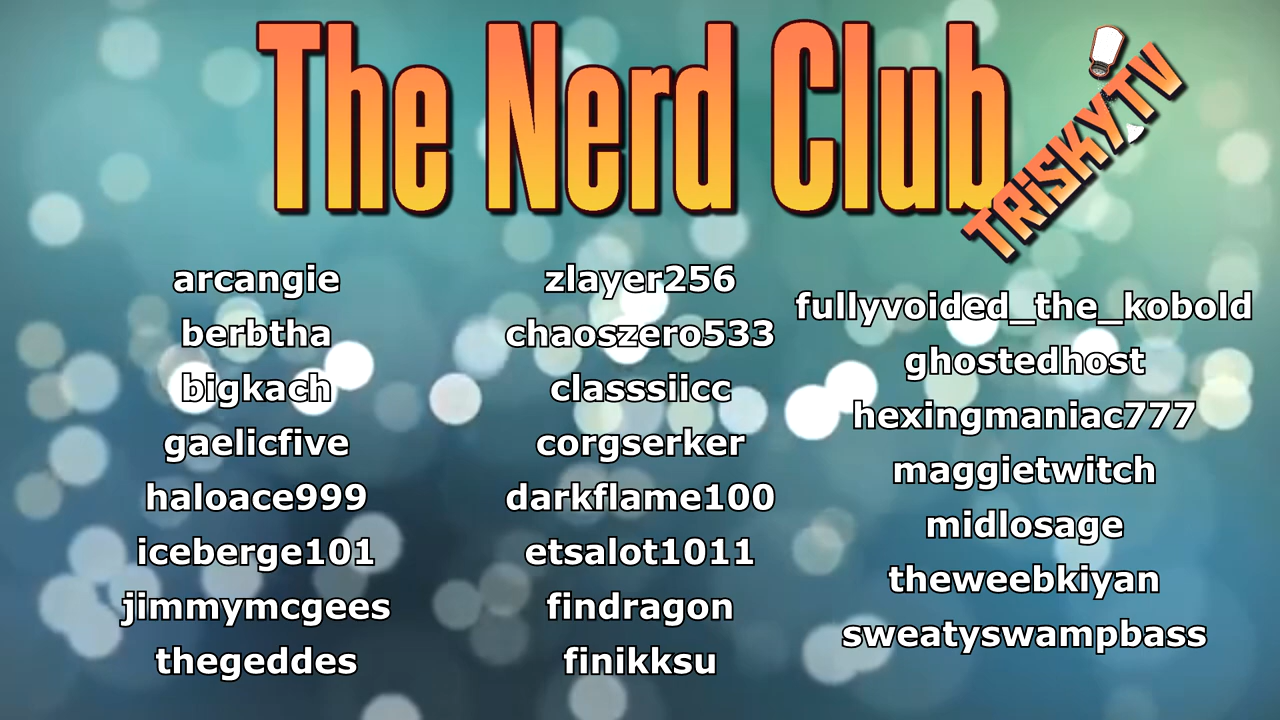 The Nerd Club
TRiSKYTV
arcangie
berbtha
bigkach
gaelicfive
haloace999
iceberge101
jimmymcgees
thegeddes
zlayer256
chaoszero533
classsiicc
corgserker
darkflame100
etsalot1011
findragon
finikksu
fullyvoided_the_kobold
ghostedhost
hexingmaniac777
maggietwitch
midlosage
theweebkiyan
sweatyswampbass